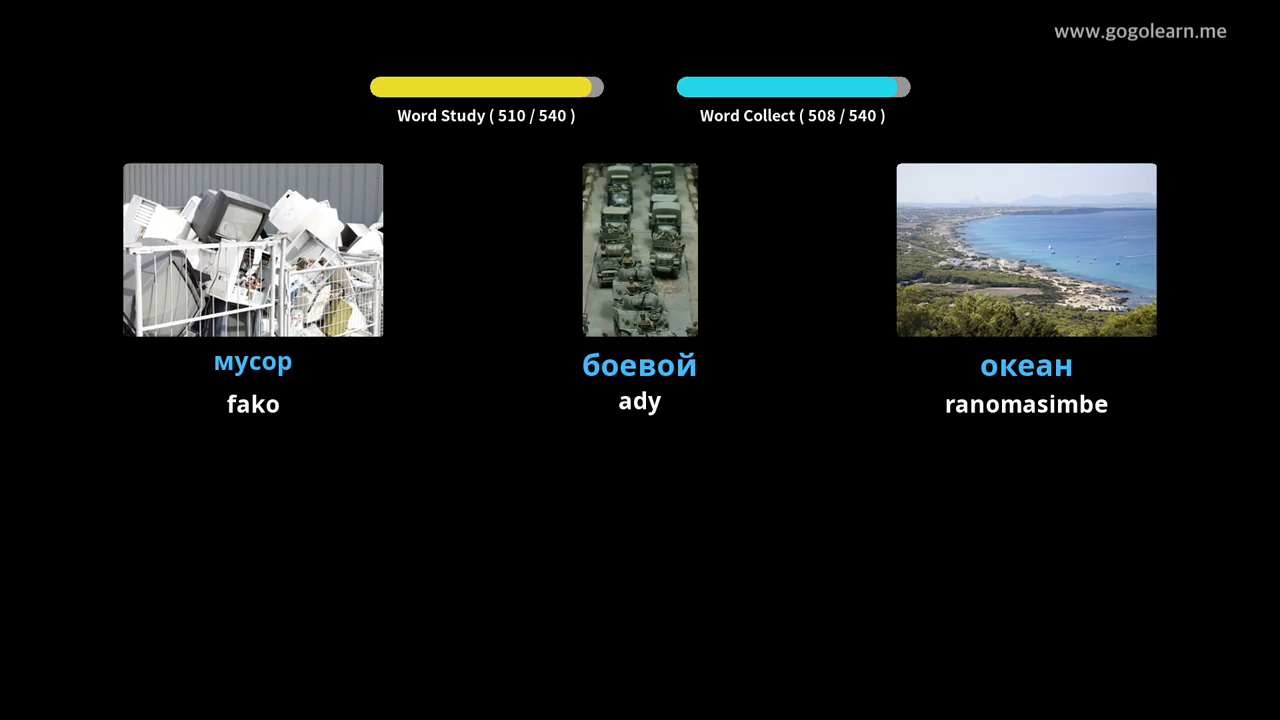 www.gogolearn.me
Word Study ( 510 / 540 )
Word Collect ( 508 / 540 )
мусор
fako
боевой
ady
океан
ranomasimbe